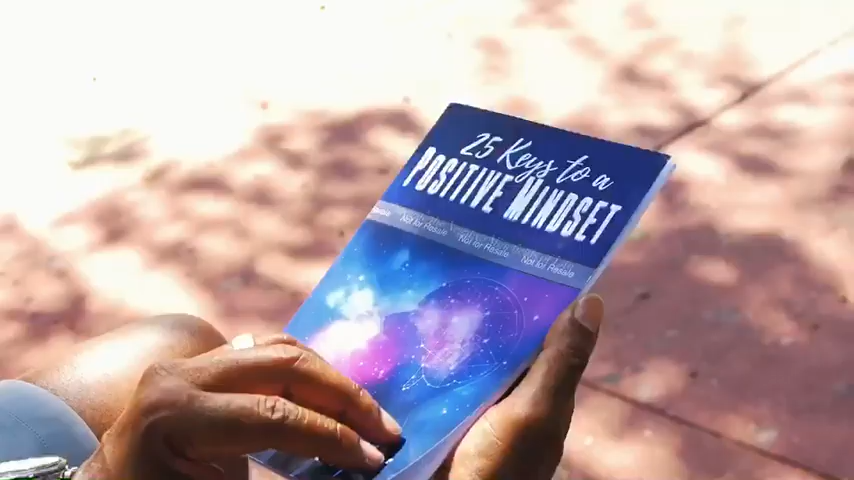 25 Keys to a
POSITIVE MINDSET
Not for Resale Not for Resale Not for Resale